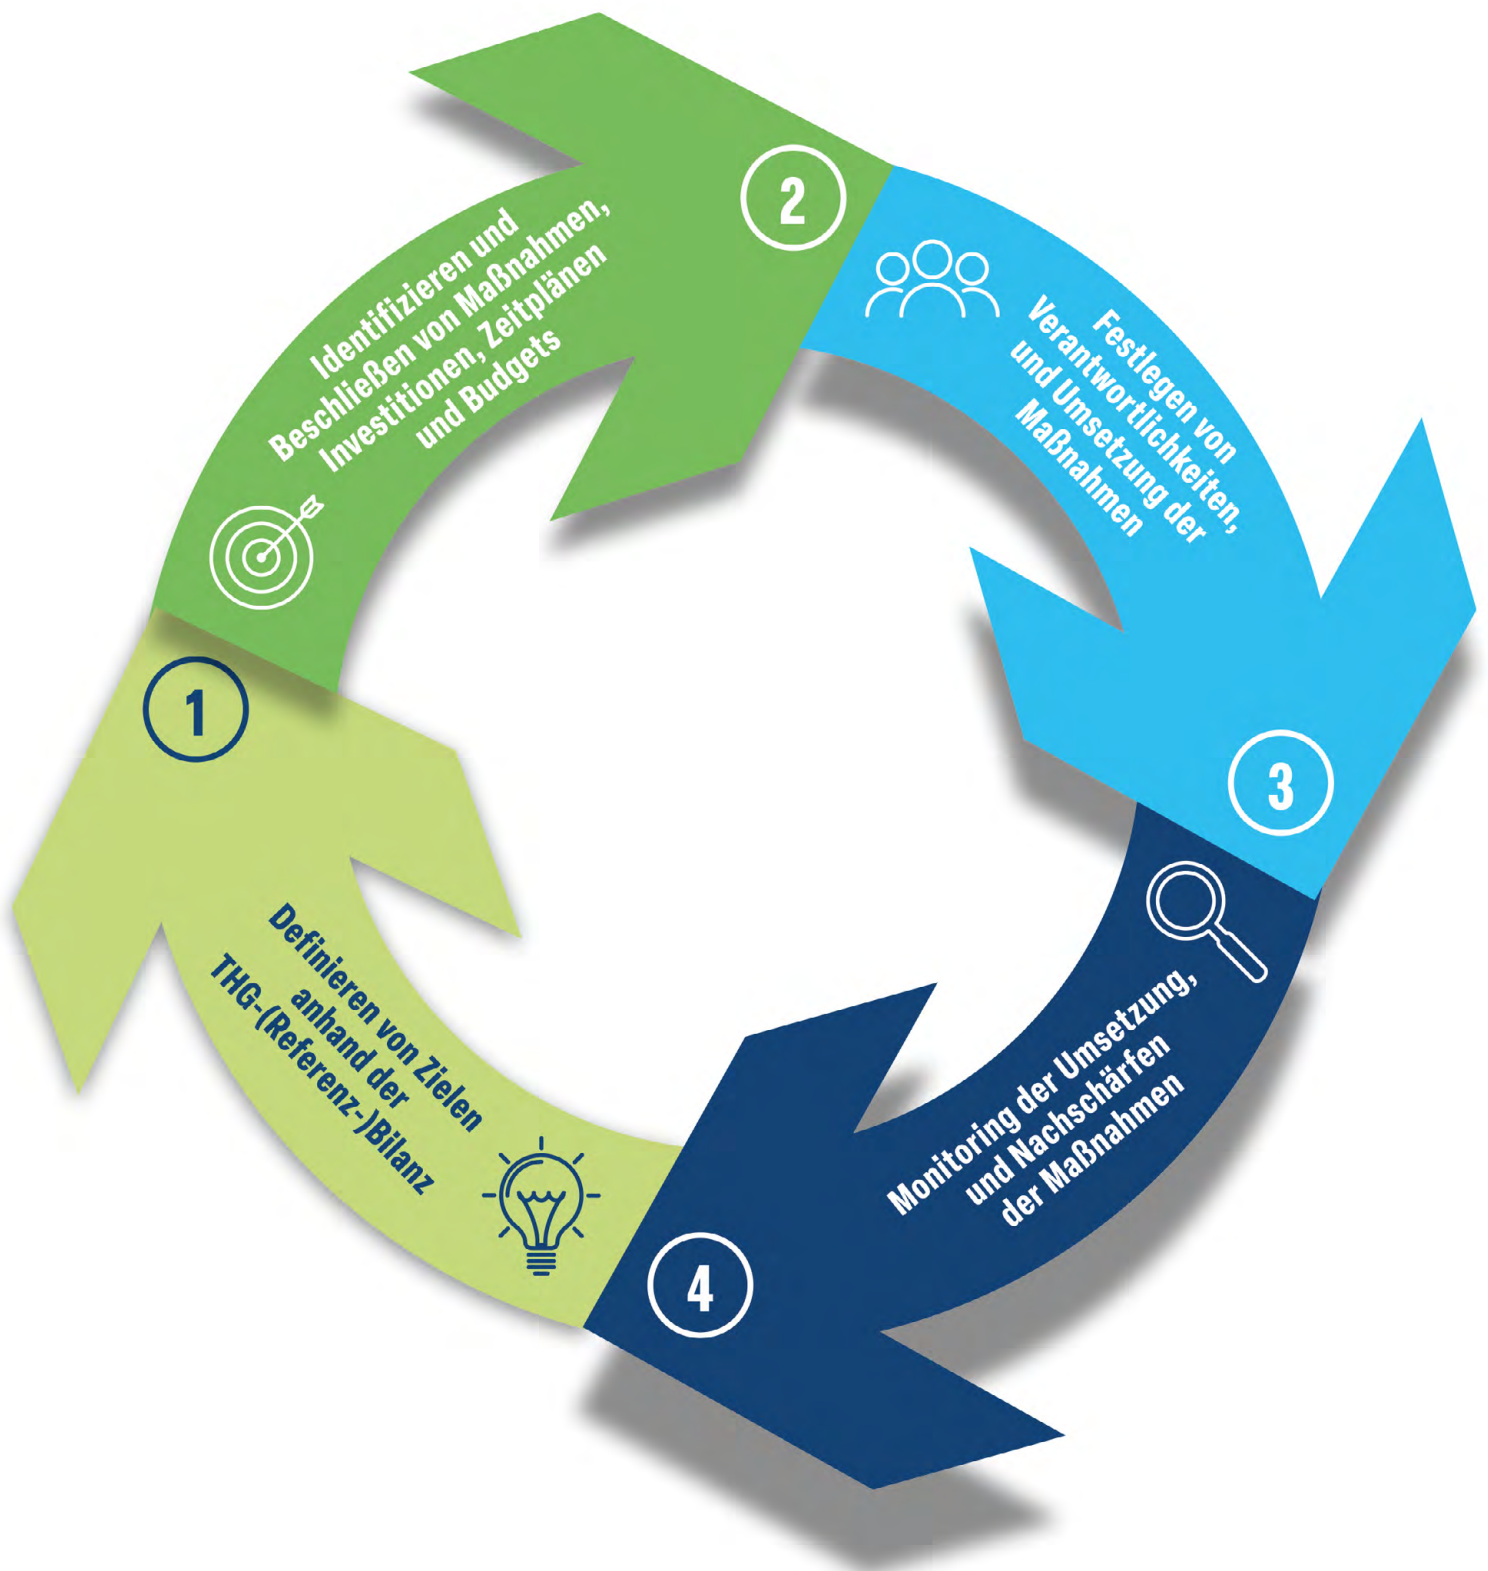 1
Definieren von Zielen
anhand der
THG-(Referenz-)Bilanz
2
Identifizieren und
Beschließen von Maßnahmen,
Investitionen, Zeitplänen
und Budgets
3
Festlegen von
Verantwortlichkeiten,
und Umsetzung der
Maßnahmen
4
Monitoring der Umsetzung,
und Nachschärfen
der Maßnahmen